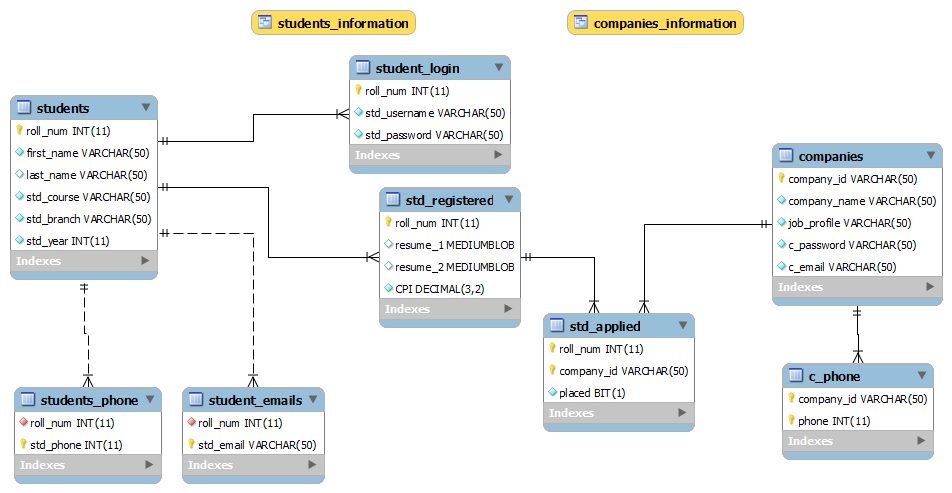 students_information
companies_information
student_login
roll_num INT(11)
std_username VARCHAR(50)
std_password VARCHAR(50)
Indexes
students
roll_num INT(11)
first_name VARCHAR(50)
last_name VARCHAR(50)
std_course VARCHAR(50)
std_branch VARCHAR(50)
std_year INT(11)
Indexes
std_registered
roll_num INT(11)
resume_1 MEDIUMBLOB
resume_2 MEDIUMBLOB
CPI DECIMAL(3,2)
Indexes
companies
company_id VARCHAR(50)
company_name VARCHAR(50)
job_profile VARCHAR(50)
c_password VARCHAR(50)
c_email VARCHAR(50)
Indexes
std_applied
roll_num INT(11)
company_id VARCHAR(50)
placed BIT(1)
Indexes
students_phone
roll_num INT(11)
std_phone INT(11)
Indexes
student_emails
roll_num INT(11)
std_email VARCHAR(50)
Indexes
c_phone
company_id VARCHAR(50)
phone INT(11)
Indexes